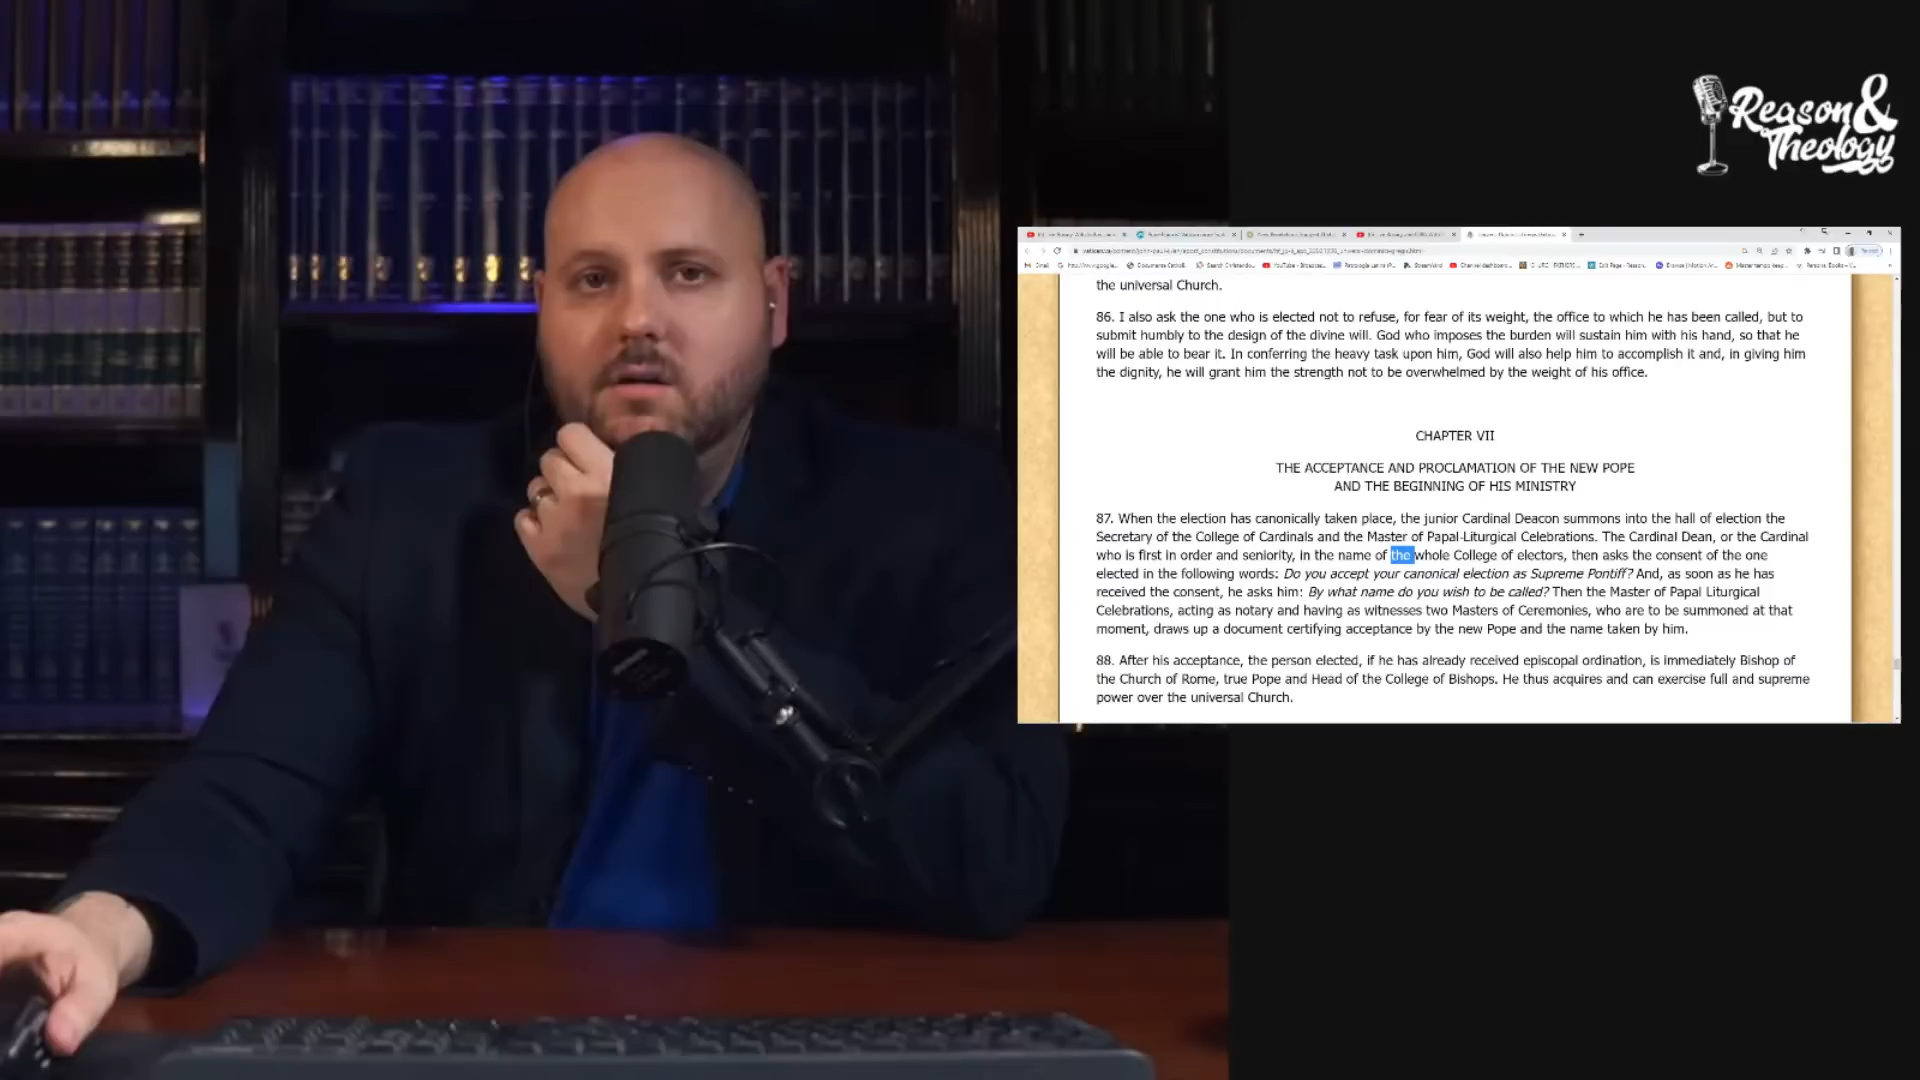 Reason &
Theology
the universal Church.
86. I also ask the one who is elected not to refuse, for fear of its weight, the office to which he has been called, but to
submit humbly to the design of the divine will. God who imposes the burden will sustain him with his hand, so that he
will be able to bear it. In conferring the heavy task upon him, God will also help him to accomplish it and, in giving him
the dignity, he will grant him the strength not to be overwhelmed by the weight of his office.
CHAPTER VII
THE ACCEPTANCE AND PROCLAMATION OF THE NEW POPE
AND THE BEGINNING OF HIS MINISTRY
87. When the election has canonically taken place, the junior Cardinal Deacon summons into the hall of election the
Secretary of the College of Cardinals and the Master of Papal-Liturgical Celebrations. The Cardinal Dean, or the Cardinal
who is first in order and seniority, in the name of the whole College of electors, then asks the consent of the one
elected in the following words: Do you accept your canonical election as Supreme Pontiff? And, as soon as he has
received the consent, he asks him: By what name do you wish to be called? Then the Master of Papal Liturgical
Celebrations, acting as notary and having as witnesses two Masters of Ceremonies, who are to be summoned at that
moment, draws up a document certifying acceptance by the new Pope and the name taken by him.
88. After his acceptance, the person elected, if he has already received episcopal ordination, is immediately Bishop of
the Church of Rome, true Pope and Head of the College of Bishops. He thus acquires and can exercise full and supreme
power over the universal Church.